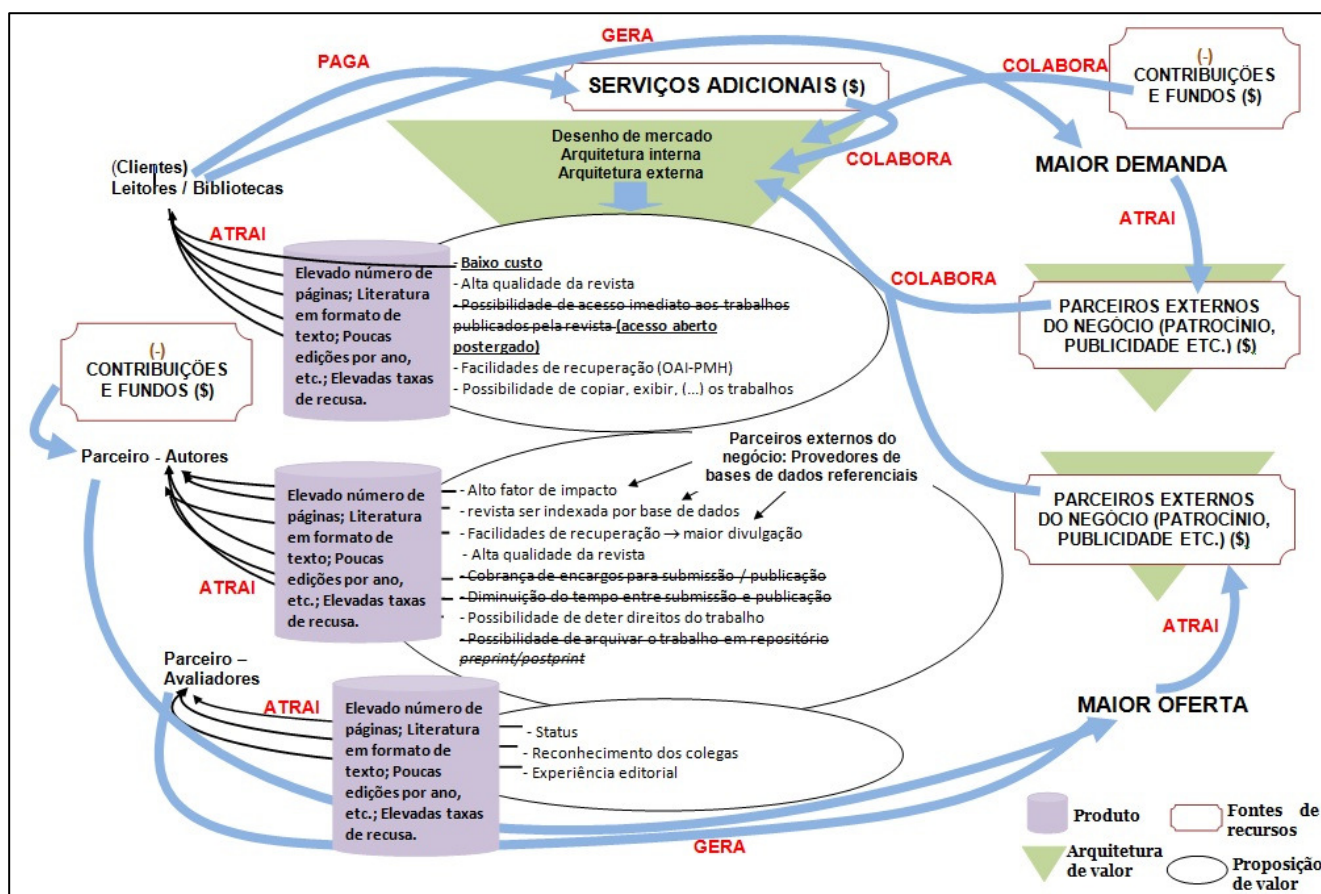 GERA
PAGA
SERVIÇOS ADICIONAIS ($)
COLABORA
(-)
CONTRIBUIÇÕES
E FUNDOS ($)
Desenho de mercado
Arquitetura interna
Arquitetura externa
COLABORA
MAIOR DEMANDA
(Clientes)
Leitores / Bibliotecas
ATRAI
ATRAI
Elevado número de
páginas; Literatura
em formato de
texto; Poucas
edições por ano,
etc.; Elevadas taxas
de recusa.
- Baixo custo
- Alta qualidade da revista
- Possibilidade de acesso imediato aos trabalhos
publicados pela revista (acesso aberto
postergado)
- Facilidades de recuperação (OAI-PMH)
- Possibilidade de copiar, exibir, (...) os trabalhos
COLABORA
PARCEIROS EXTERNOS
DO NEGÓCIO (PATROCÍNIO,
PUBLICIDADE ETC.) ($)
(-)
CONTRIBUIÇÕES
E FUNDOS ($)
Parceiro - Autores
Parceiros externos do
negócio: Provedores de
bases de dados referenciais
Elevado número de
páginas; Literatura
em formato de
texto; Poucas
edições por ano,
etc.; Elevadas taxas
de recusa.
- Alto fator de impacto
- revista ser indexada por base de dados
- Facilidades de recuperação → maior divulgação
- Alta qualidade da revista
- Cobrança de encargos para submissão / publicação
- Diminuição do tempo entre submissão e publicação
- Possibilidade de deter direitos do trabalho
- Possibilidade de arquivar o trabalho em repositório
preprint/postprint
ATRAI
PARCEIROS EXTERNOS
DO NEGÓCIO (PATROCÍNIO,
PUBLICIDADE ETC.) ($)
ATRAI
Parceiro –
Avaliadores
ATRAI
Elevado número de
páginas; Literatura
em formato de
texto; Poucas
edições por ano,
etc.; Elevadas taxas
de recusa.
- Status
- Reconhecimento dos colegas
- Experiência editorial
MAIOR OFERTA
GERA
Produto
Fontes de
recursos
Arquitetura
de valor
Proposição
de valor